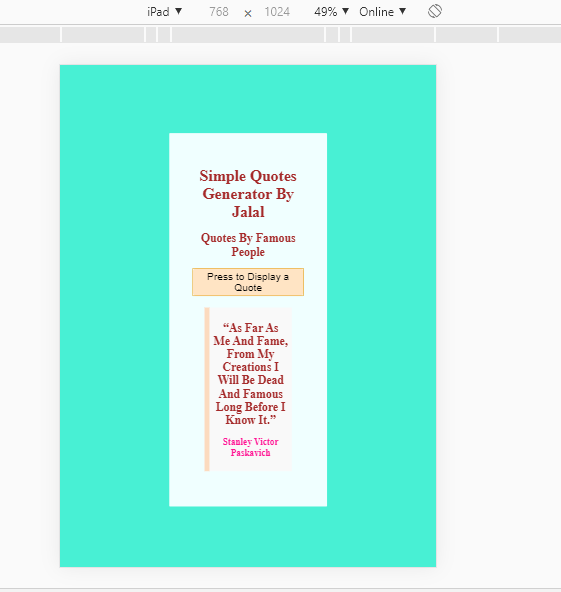 iPad ▼ 768 × 1024 49% ▼ Online ▼
Simple Quotes
Generator By
Jalal
Quotes By Famous
People
Press to Display a
Quote
“As Far As
Me And Fame,
From My
Creations I
Will Be Dead
And Famous
Long Before I
Know It.”
Stanley Victor
Paskavich